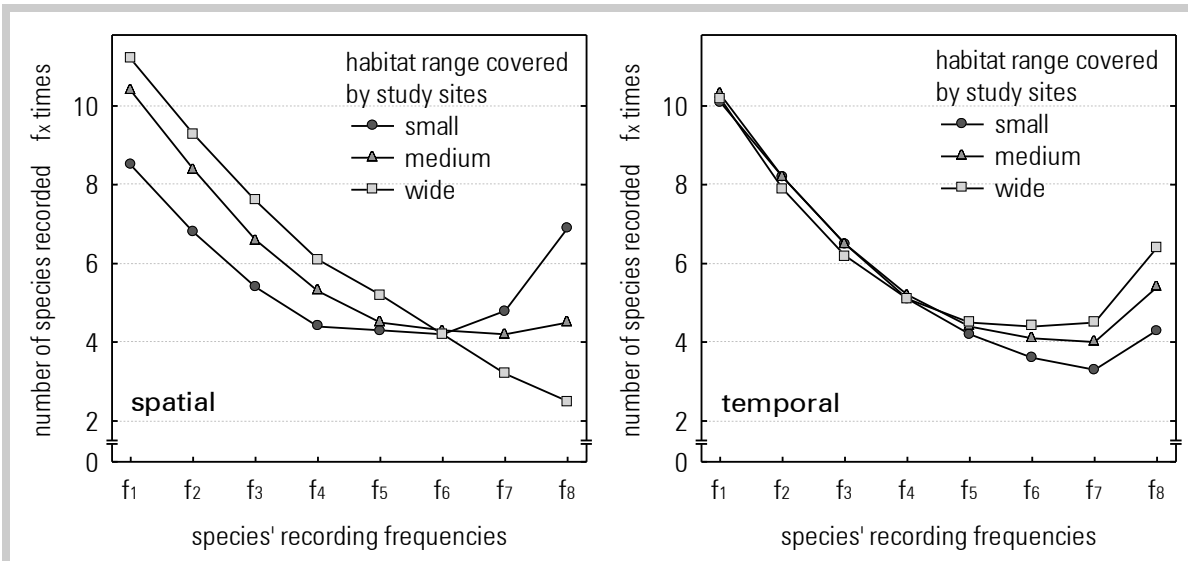 number of species recorded fx times
10
8
6
4
2
0
habitat range covered
by study sites
small
medium
wide
spatial
f1 f2 f3 f4 f5 f6 f7 f8
species' recording frequencies
number of species recorded fx times
10
8
6
4
2
0
habitat range covered
by study sites
small
medium
wide
temporal
f1 f2 f3 f4 f5 f6 f7 f8
species' recording frequencies